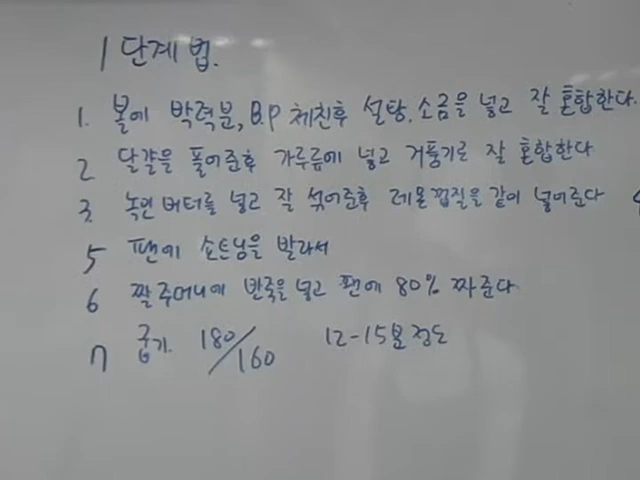 1단계법.
1. 볼에 박력분, B.P 체친후 설탕, 소금을 넣고 잘 혼합한다.
2 달걀을 풀어준후 가루류에 넣고 거품기로 잘 혼합한다
3. 녹인 버터를 넣고 잘 섞어준후 레몬껍질을 같이 넣어준다
5 팬에 쇼트닝을 발라서
6 짤주머니에 반죽을 넣고 팬에 80% 짜준다
7 굽기. 180/160 12-15분정도